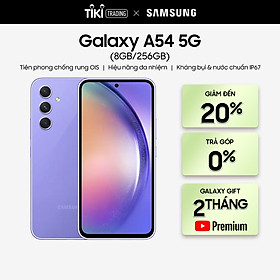 TIKI TRADING × SAMSUNG
Galaxy A54 5G
(8GB/256GB)
Tiên phong chống rung OIS | Hiệu năng đa nhiệm | Kháng bụi & nước chuẩn IP67
GIẢM ĐẾN
20%
TRẢ GÓP
0%
GALAXY GIFT
2 THÁNG
Premium
SAMSUNG